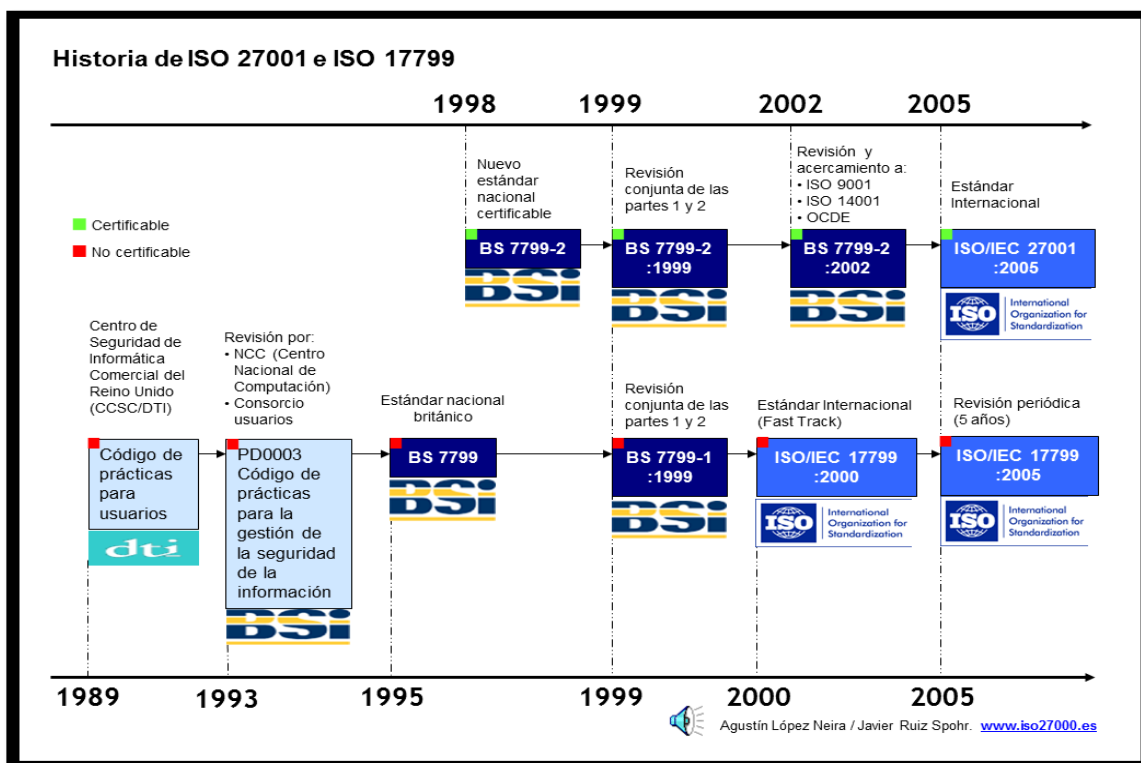 Historia de ISO 27001 e ISO 17799
1998
1999
2002
2005
Nuevo
estándar
nacional
certificable
Revisión
conjunta de las
partes 1 y 2
Revisión y
acercamiento a:
• ISO 9001
• ISO 14001
• OCDE
Estándar
Internacional
Certificable
No certificable
BS 7799-2
BSi
BS 7799-2
:1999
BSi
BS 7799-2
:2002
BSi
ISO/IEC 27001
:2005
ISO
International
Organization for
Standardization
Centro de
Seguridad de
Informática
Comercial del
Reino Unido
(CCSC/DTI)
Revisión por:
• NCC (Centro
Nacional de
Computación)
• Consorcio
usuarios
Estándar nacional
británico
Revisión
conjunta de las
partes 1 y 2
Estándar Internacional
(Fast Track)
Revisión periódica
(5 años)
Código de
prácticas
para
usuarios
dti
PD0003
Código de
prácticas
para la
gestión de
la seguridad
de la
información
BSi
BS 7799
BSi
BS 7799-1
:1999
BSi
ISO/IEC 17799
:2000
ISO
International
Organization for
Standardization
ISO/IEC 17799
:2005
ISO
International
Organization for
Standardization
1989
1993
1995
1999
2000
2005
Agustín López Neira / Javier Ruiz Spohr. www.iso27000.es